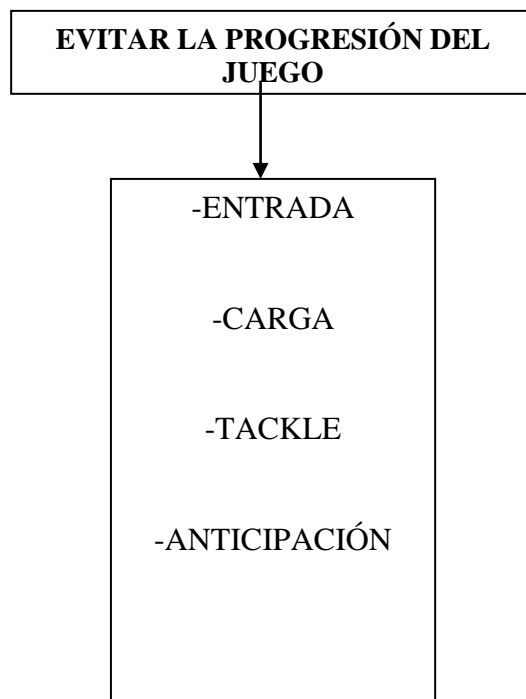 EVITAR LA PROGRESIÓN DEL
JUEGO
-ENTRADA
-CARGA
-TACKLE
-ANTICIPACIÓN